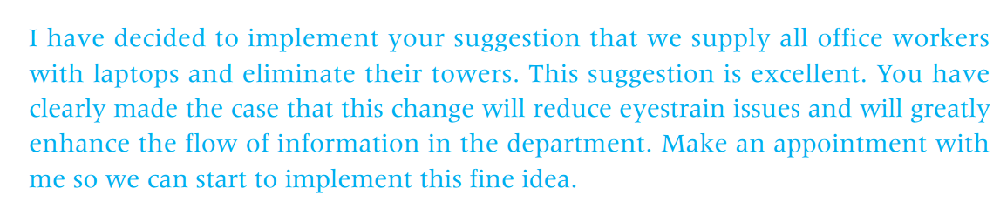 I have decided to implement your suggestion that we supply all office workers
with laptops and eliminate their towers. This suggestion is excellent. You have
clearly made the case that this change will reduce eyestrain issues and will greatly
enhance the flow of information in the department. Make an appointment with
me so we can start to implement this fine idea.